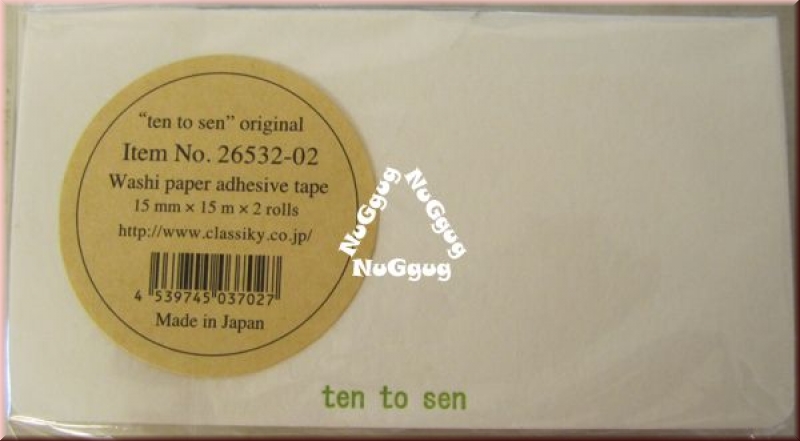 “ten to sen” original
Item No. 26532-02
Washi paper adhesive tape
15 mm × 15 m × 2 rolls
http://www.classiky.co.jp/
4 539745 037027
Made in Japan
NuGgug
NuGgug
NuGgug
ten to sen